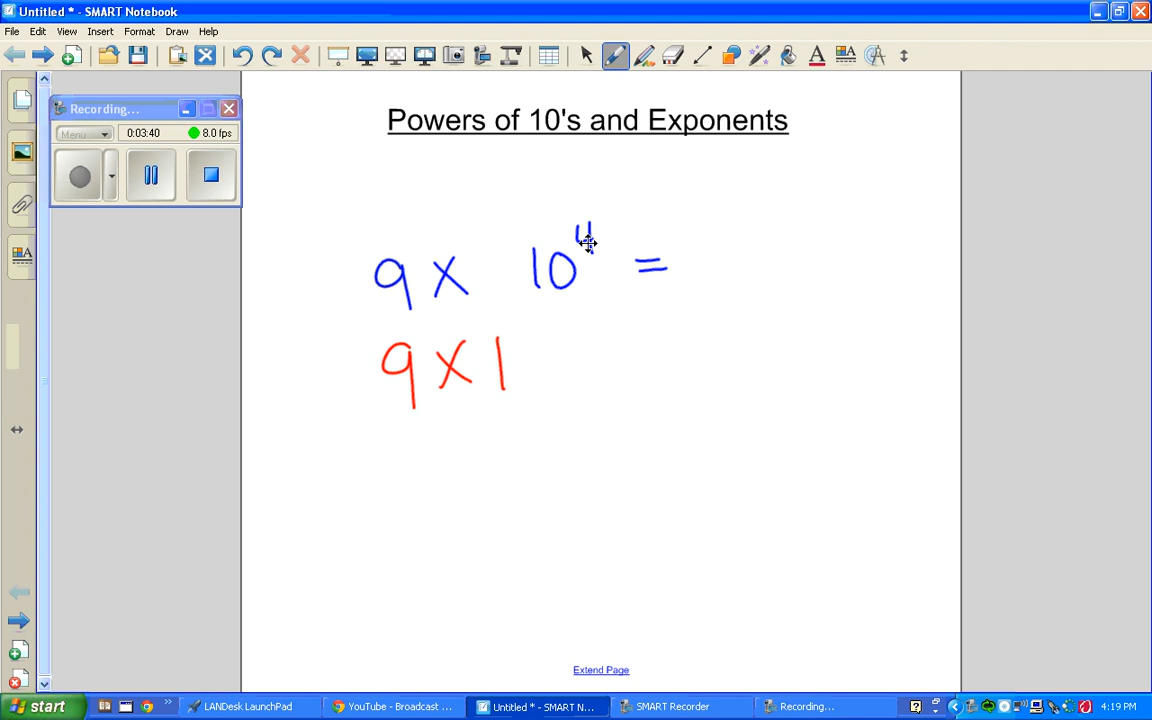 Untitled * - SMART Notebook
File Edit View Insert Format Draw Help
Recording...
Menu 0:03:40 8.0 fps
Powers of 10's and Exponents
9 x 10⁴ =
9 x 1
Extend Page
start LANDesk LaunchPad YouTube - Broadcast ... Untitled * - SMART N... SMART Recorder Recording... 4:19 PM